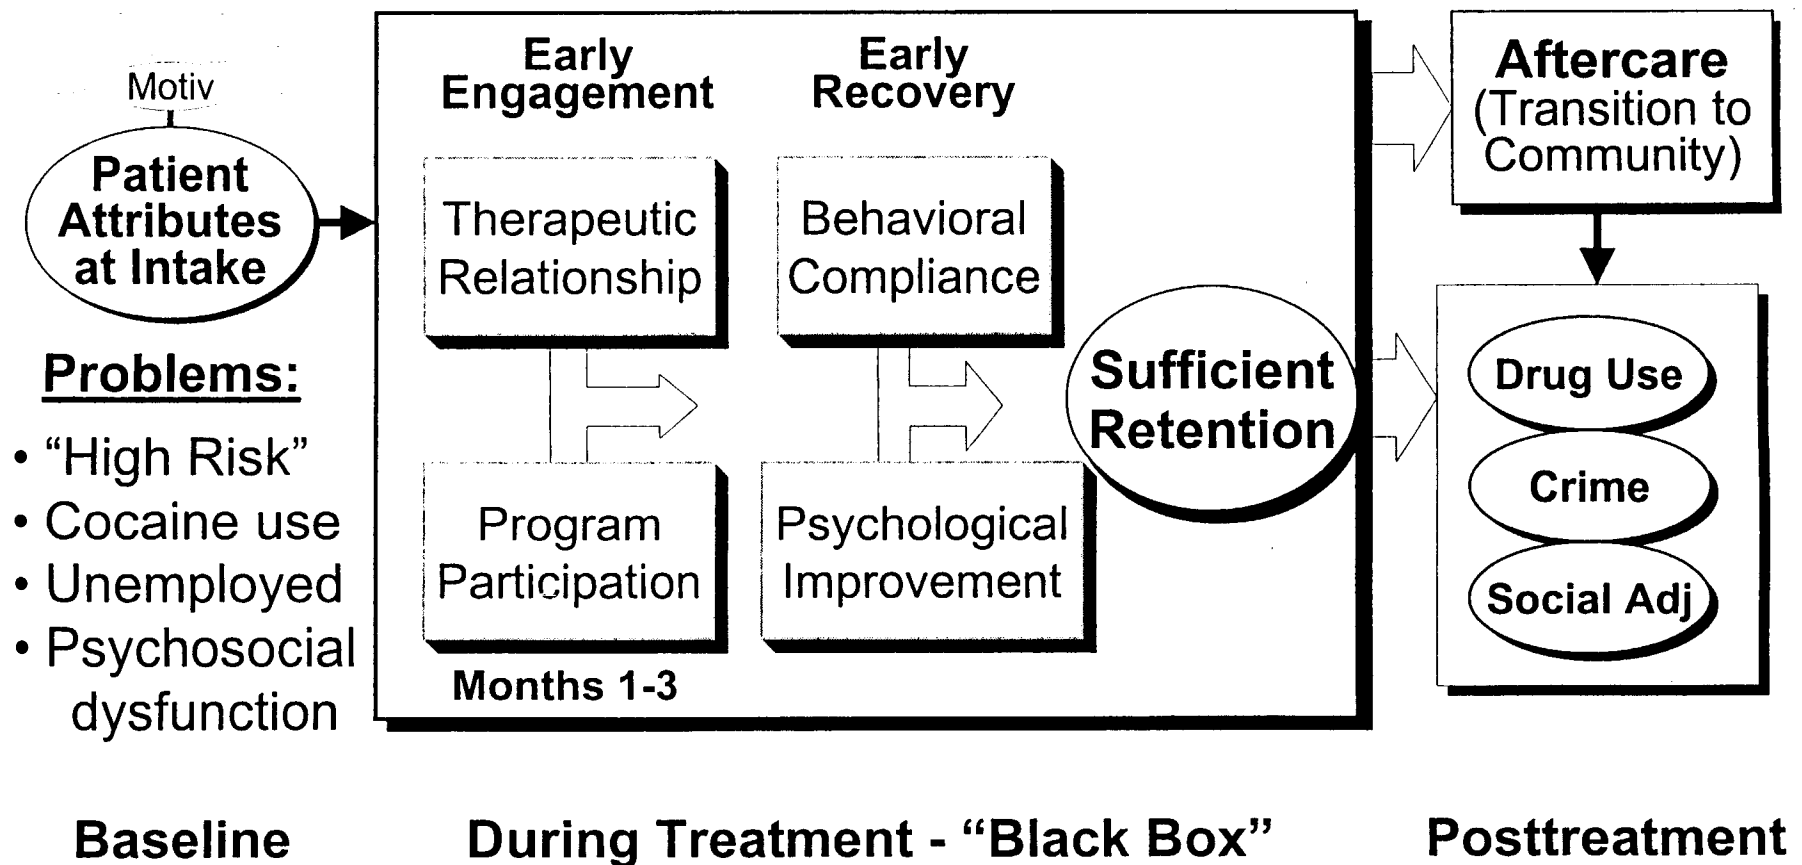 Motiv
Patient
Attributes
at Intake
Problems:
• “High Risk”
• Cocaine use
• Unemployed
• Psychosocial
dysfunction
Early
Engagement
Therapeutic
Relationship
Program
Participation
Months 1-3
Early
Recovery
Behavioral
Compliance
Psychological
Improvement
Sufficient
Retention
Aftercare
(Transition to
Community)
Drug Use
Crime
Social Adj
Baseline
During Treatment - “Black Box”
Posttreatment